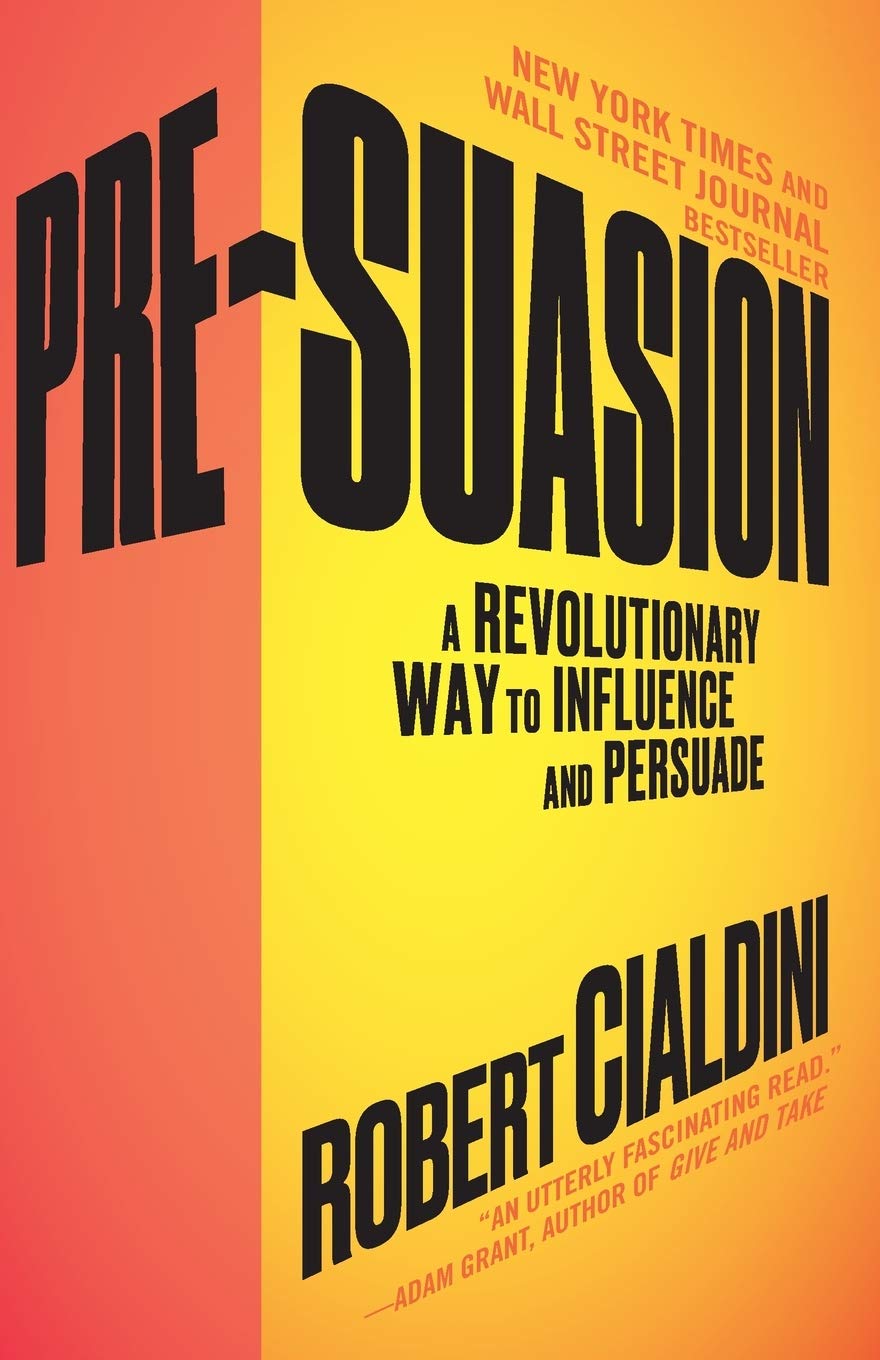 NEW YORK TIMES AND
WALL STREET JOURNAL
BESTSELLER
PRE-SUASION
A REVOLUTIONARY
WAY TO INFLUENCE
AND PERSUADE
ROBERT CIALDINI
“AN UTTERLY FASCINATING READ.”
—ADAM GRANT, AUTHOR OF GIVE AND TAKE